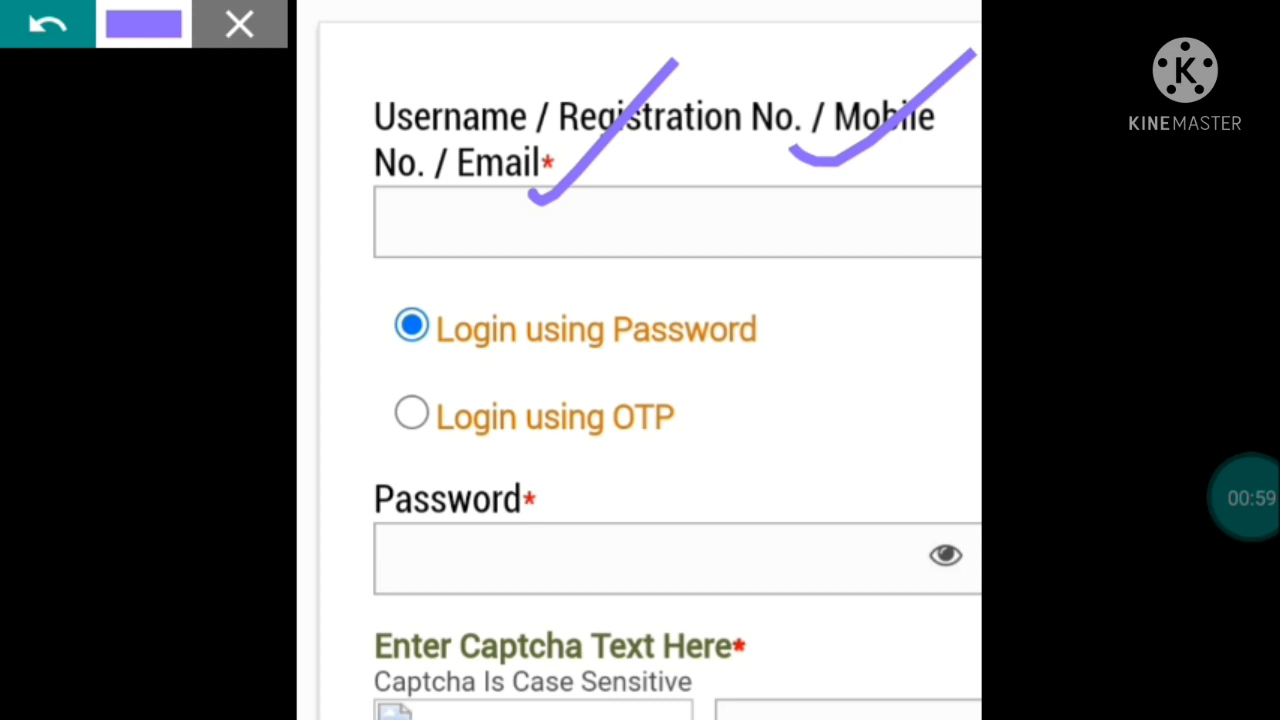 Username / Registration No. / Mobile
No. / Email*
Login using Password
Login using OTP
Password*
Enter Captcha Text Here*
Captcha Is Case Sensitive
K
KINEMASTER
00:59